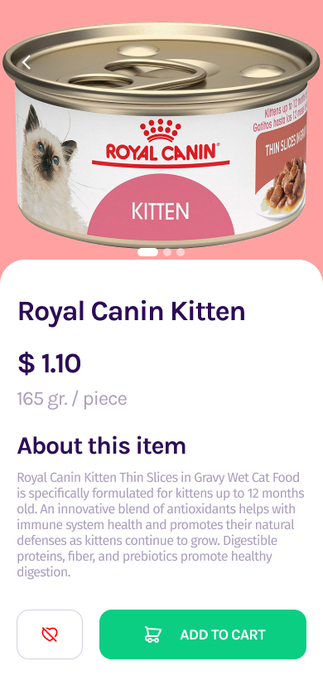 Kittens up to 12 months
Gatitos hasta los 12 meses
THIN SLICES IN GRAVY
ROYAL CANIN
KITTEN
Royal Canin Kitten
$ 1.10
165 gr. / piece
About this item
Royal Canin Kitten Thin Slices in Gravy Wet Cat Food
is specifically formulated for kittens up to 12 months
old. An innovative blend of antioxidants helps with
immune system health and promotes their natural
defenses as kittens continue to grow. Digestible
proteins, fiber, and prebiotics promote healthy
digestion.
ADD TO CART